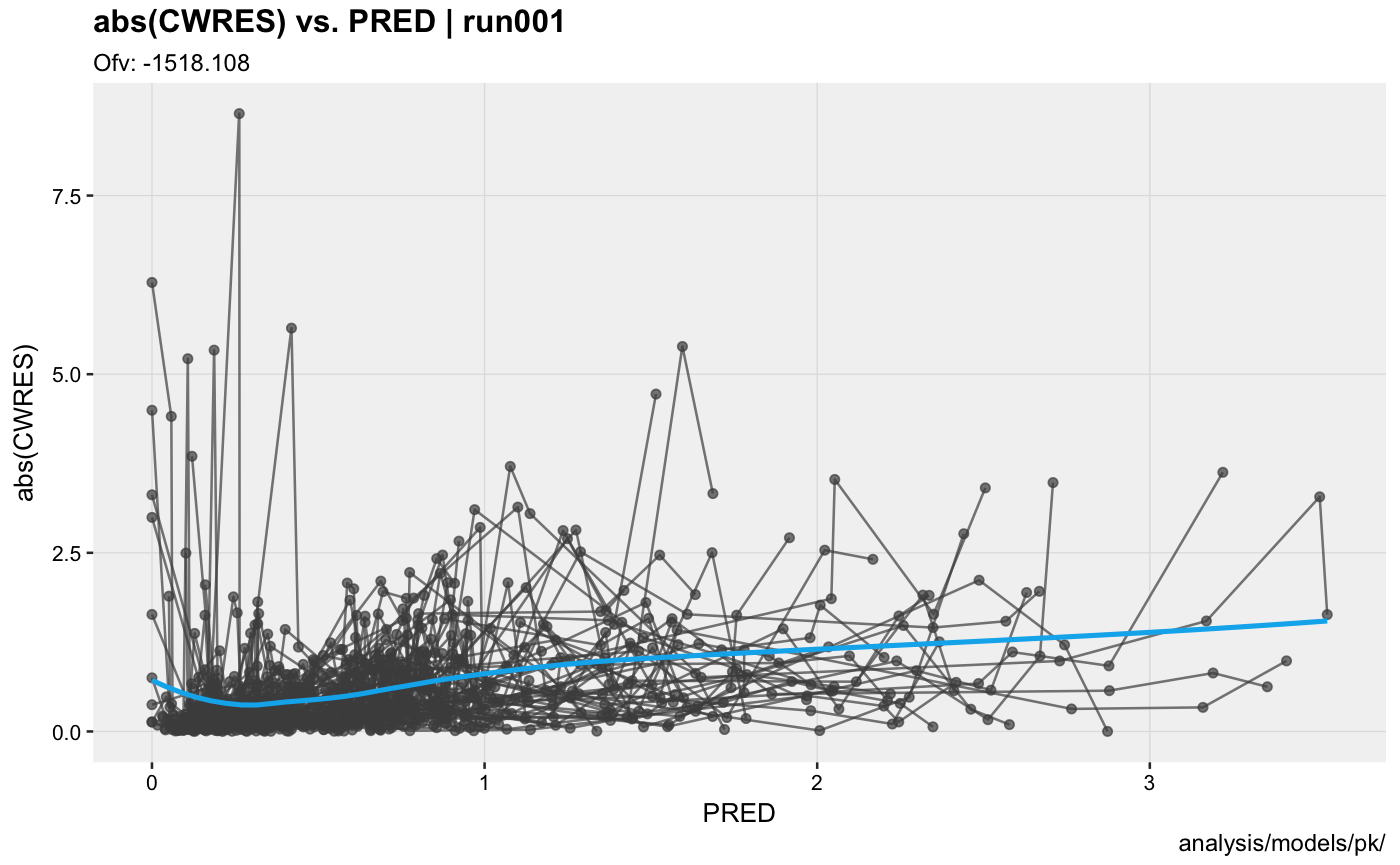 abs(CWRES) vs. PRED | run001
Ofv: -1518.108
abs(CWRES)
7.5
5.0
2.5
0.0
0
1
2
3
PRED
analysis/models/pk/